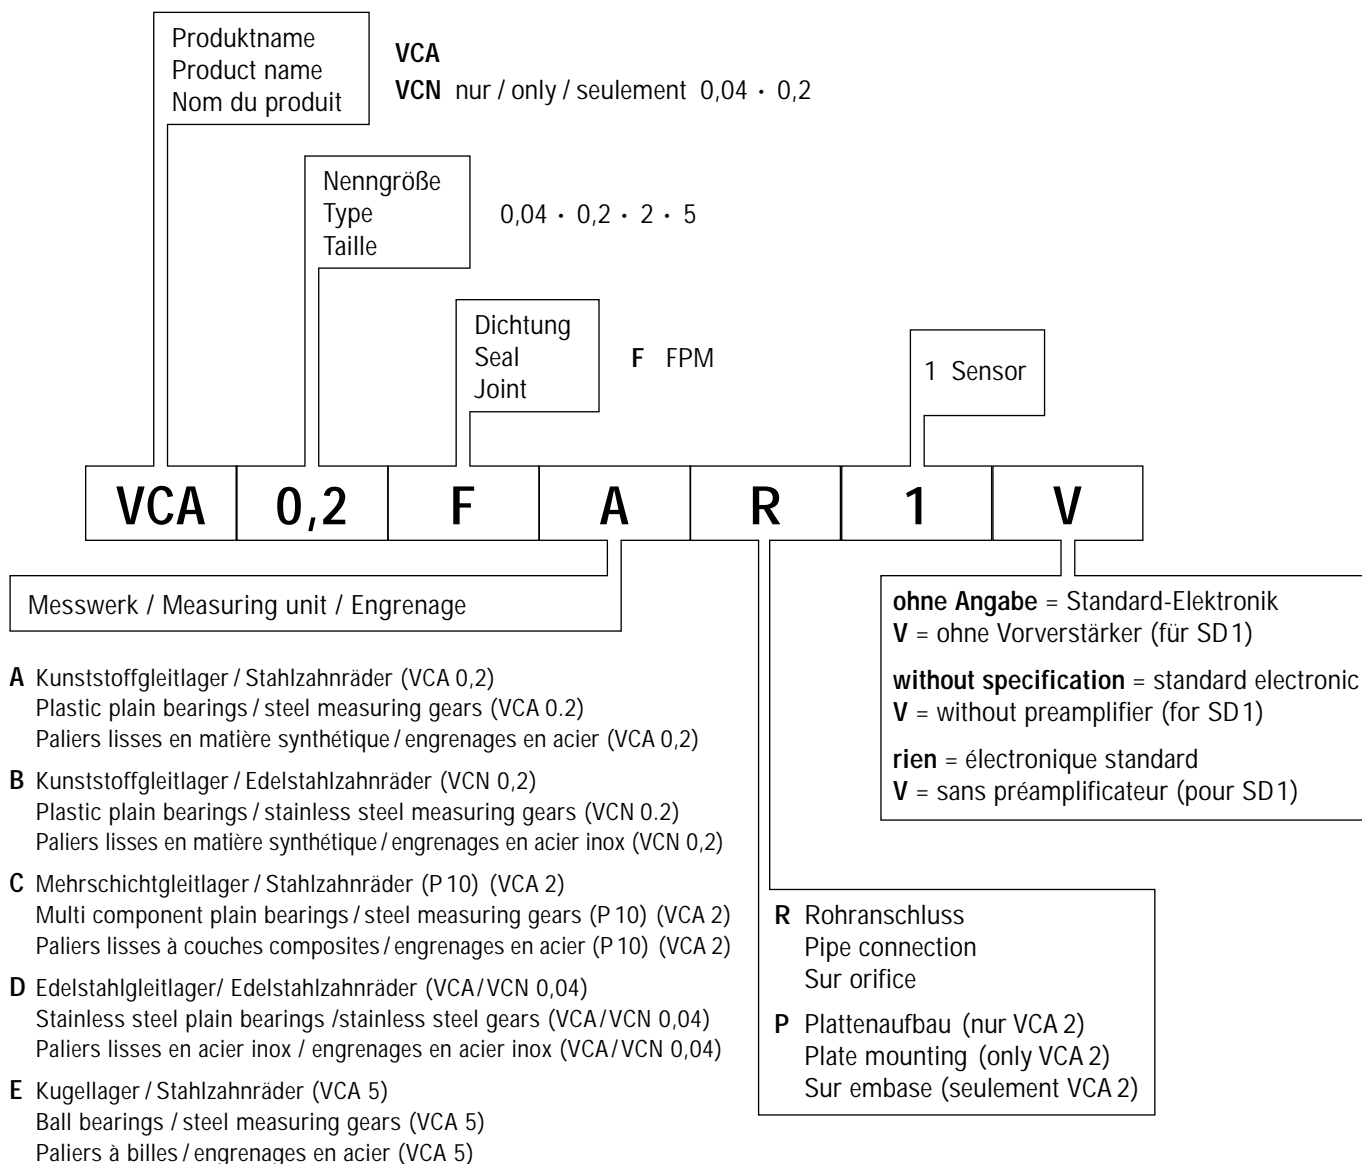 Produktname
Product name
Nom du produit
VCA
VCN nur / only / seulement 0,04 · 0,2
Nenngröße
Type
Taille
0,04 · 0,2 · 2 · 5
Dichtung
Seal
Joint
F FPM
1 Sensor
VCA 0,2 F A R 1 V
Messwerk / Measuring unit / Engrenage
A Kunststoffgleitlager / Stahlzahnräder (VCA 0,2)
Plastic plain bearings / steel measuring gears (VCA 0.2)
Paliers lisses en matière synthétique / engrenages en acier (VCA 0,2)
B Kunststoffgleitlager / Edelstahlzahnräder (VCN 0,2)
Plastic plain bearings / stainless steel measuring gears (VCN 0.2)
Paliers lisses en matière synthétique / engrenages en acier inox (VCN 0,2)
C Mehrschichtgleitlager / Stahlzahnräder (P 10) (VCA 2)
Multi component plain bearings / steel measuring gears (P 10) (VCA 2)
Paliers lisses à couches composites / engrenages en acier (P 10) (VCA 2)
D Edelstahlgleitlager/ Edelstahlzahnräder (VCA/VCN 0,04)
Stainless steel plain bearings /stainless steel gears (VCA/VCN 0,04)
Paliers lisses en acier inox / engrenages en acier inox (VCA/VCN 0,04)
E Kugellager / Stahlzahnräder (VCA 5)
Ball bearings / steel measuring gears (VCA 5)
Paliers à billes / engrenages en acier (VCA 5)
ohne Angabe = Standard-Elektronik
V = ohne Vorverstärker (für SD1)
without specification = standard electronic
V = without preamplifier (for SD1)
rien = électronique standard
V = sans préamplificateur (pour SD1)
R Rohranschluss
Pipe connection
Sur orifice
P Plattenaufbau (nur VCA 2)
Plate mounting (only VCA 2)
Sur embase (seulement VCA 2)